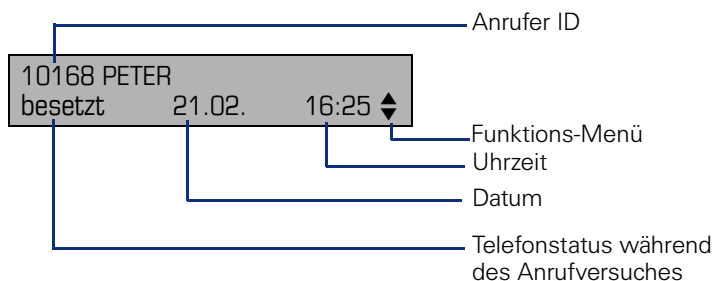 Anrufer ID
10168 PETER
besetzt 21.02. 16:25
Funktions-Menü
Uhrzeit
Datum
Telefonstatus während
des Anrufversuches